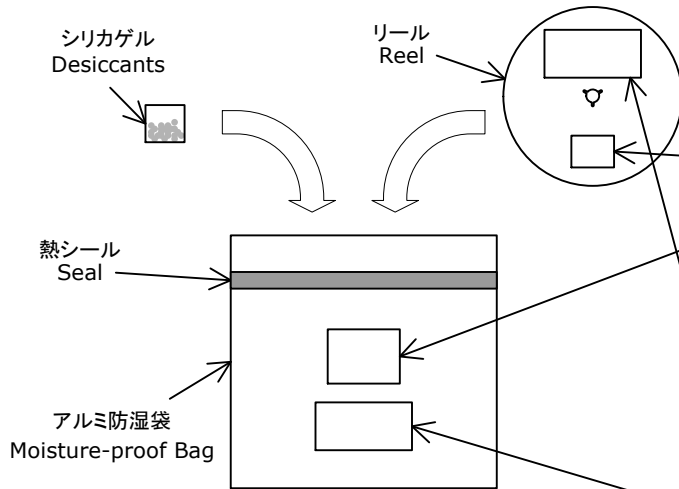 シリカゲル
Desiccants
リール
Reel
熱シール
Seal
アルミ防湿袋
Moisture-proof Bag